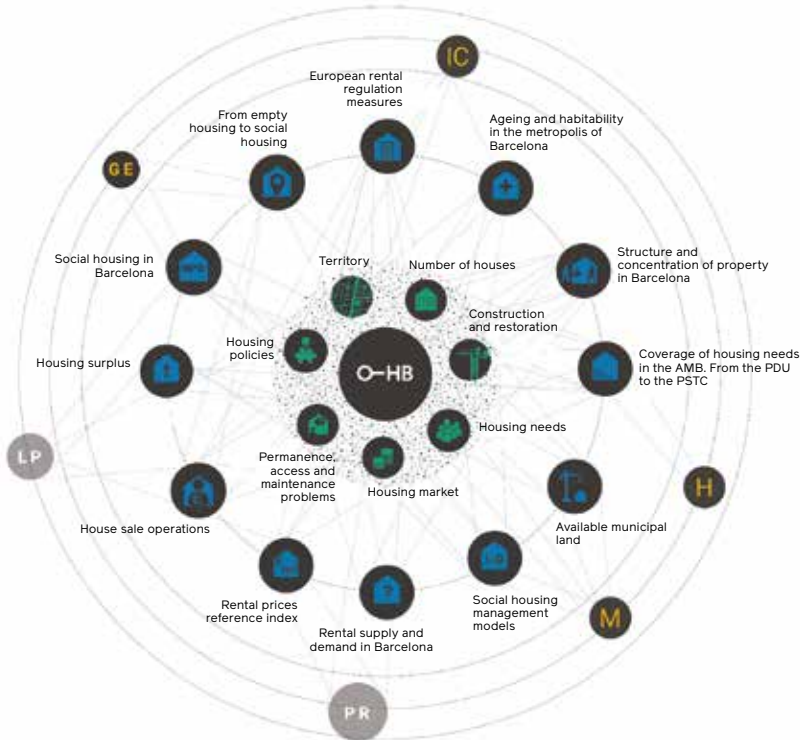 IC
European rental
regulation
measures
From empty
housing to social
housing
Ageing and habitability
in the metropolis of
Barcelona
GE
Social housing in
Barcelona
Territory
Number of houses
Structure and
concentration of property
in Barcelona
Construction
and restoration
Housing
policies
Housing surplus
O-HB
Coverage of housing needs
in the AMB. From the PDU
to the PSTC
Housing needs
LP
Permanence,
access and
maintenance
problems
Housing market
H
House sale operations
Available municipal
land
Rental prices
reference index
Social housing
management
models
M
Rental supply and
demand in Barcelona
?
PR